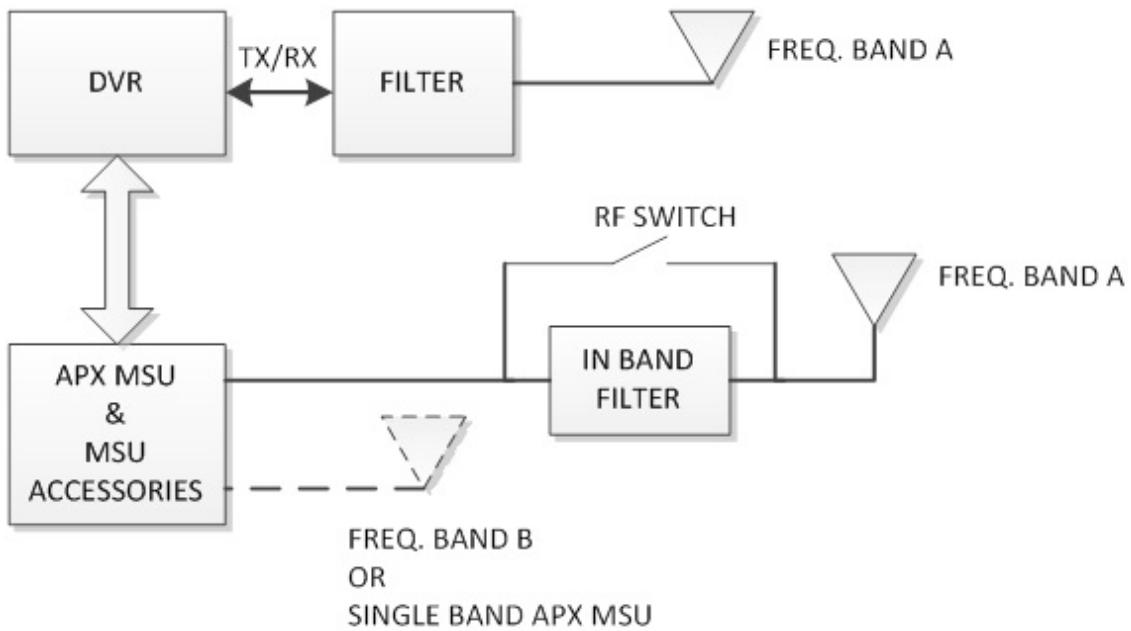 DVR
TX/RX
FILTER
FREQ. BAND A
RF SWITCH
FREQ. BAND A
IN BAND
FILTER
APX MSU
&
MSU
ACCESSORIES
FREQ. BAND B
OR
SINGLE BAND APX MSU